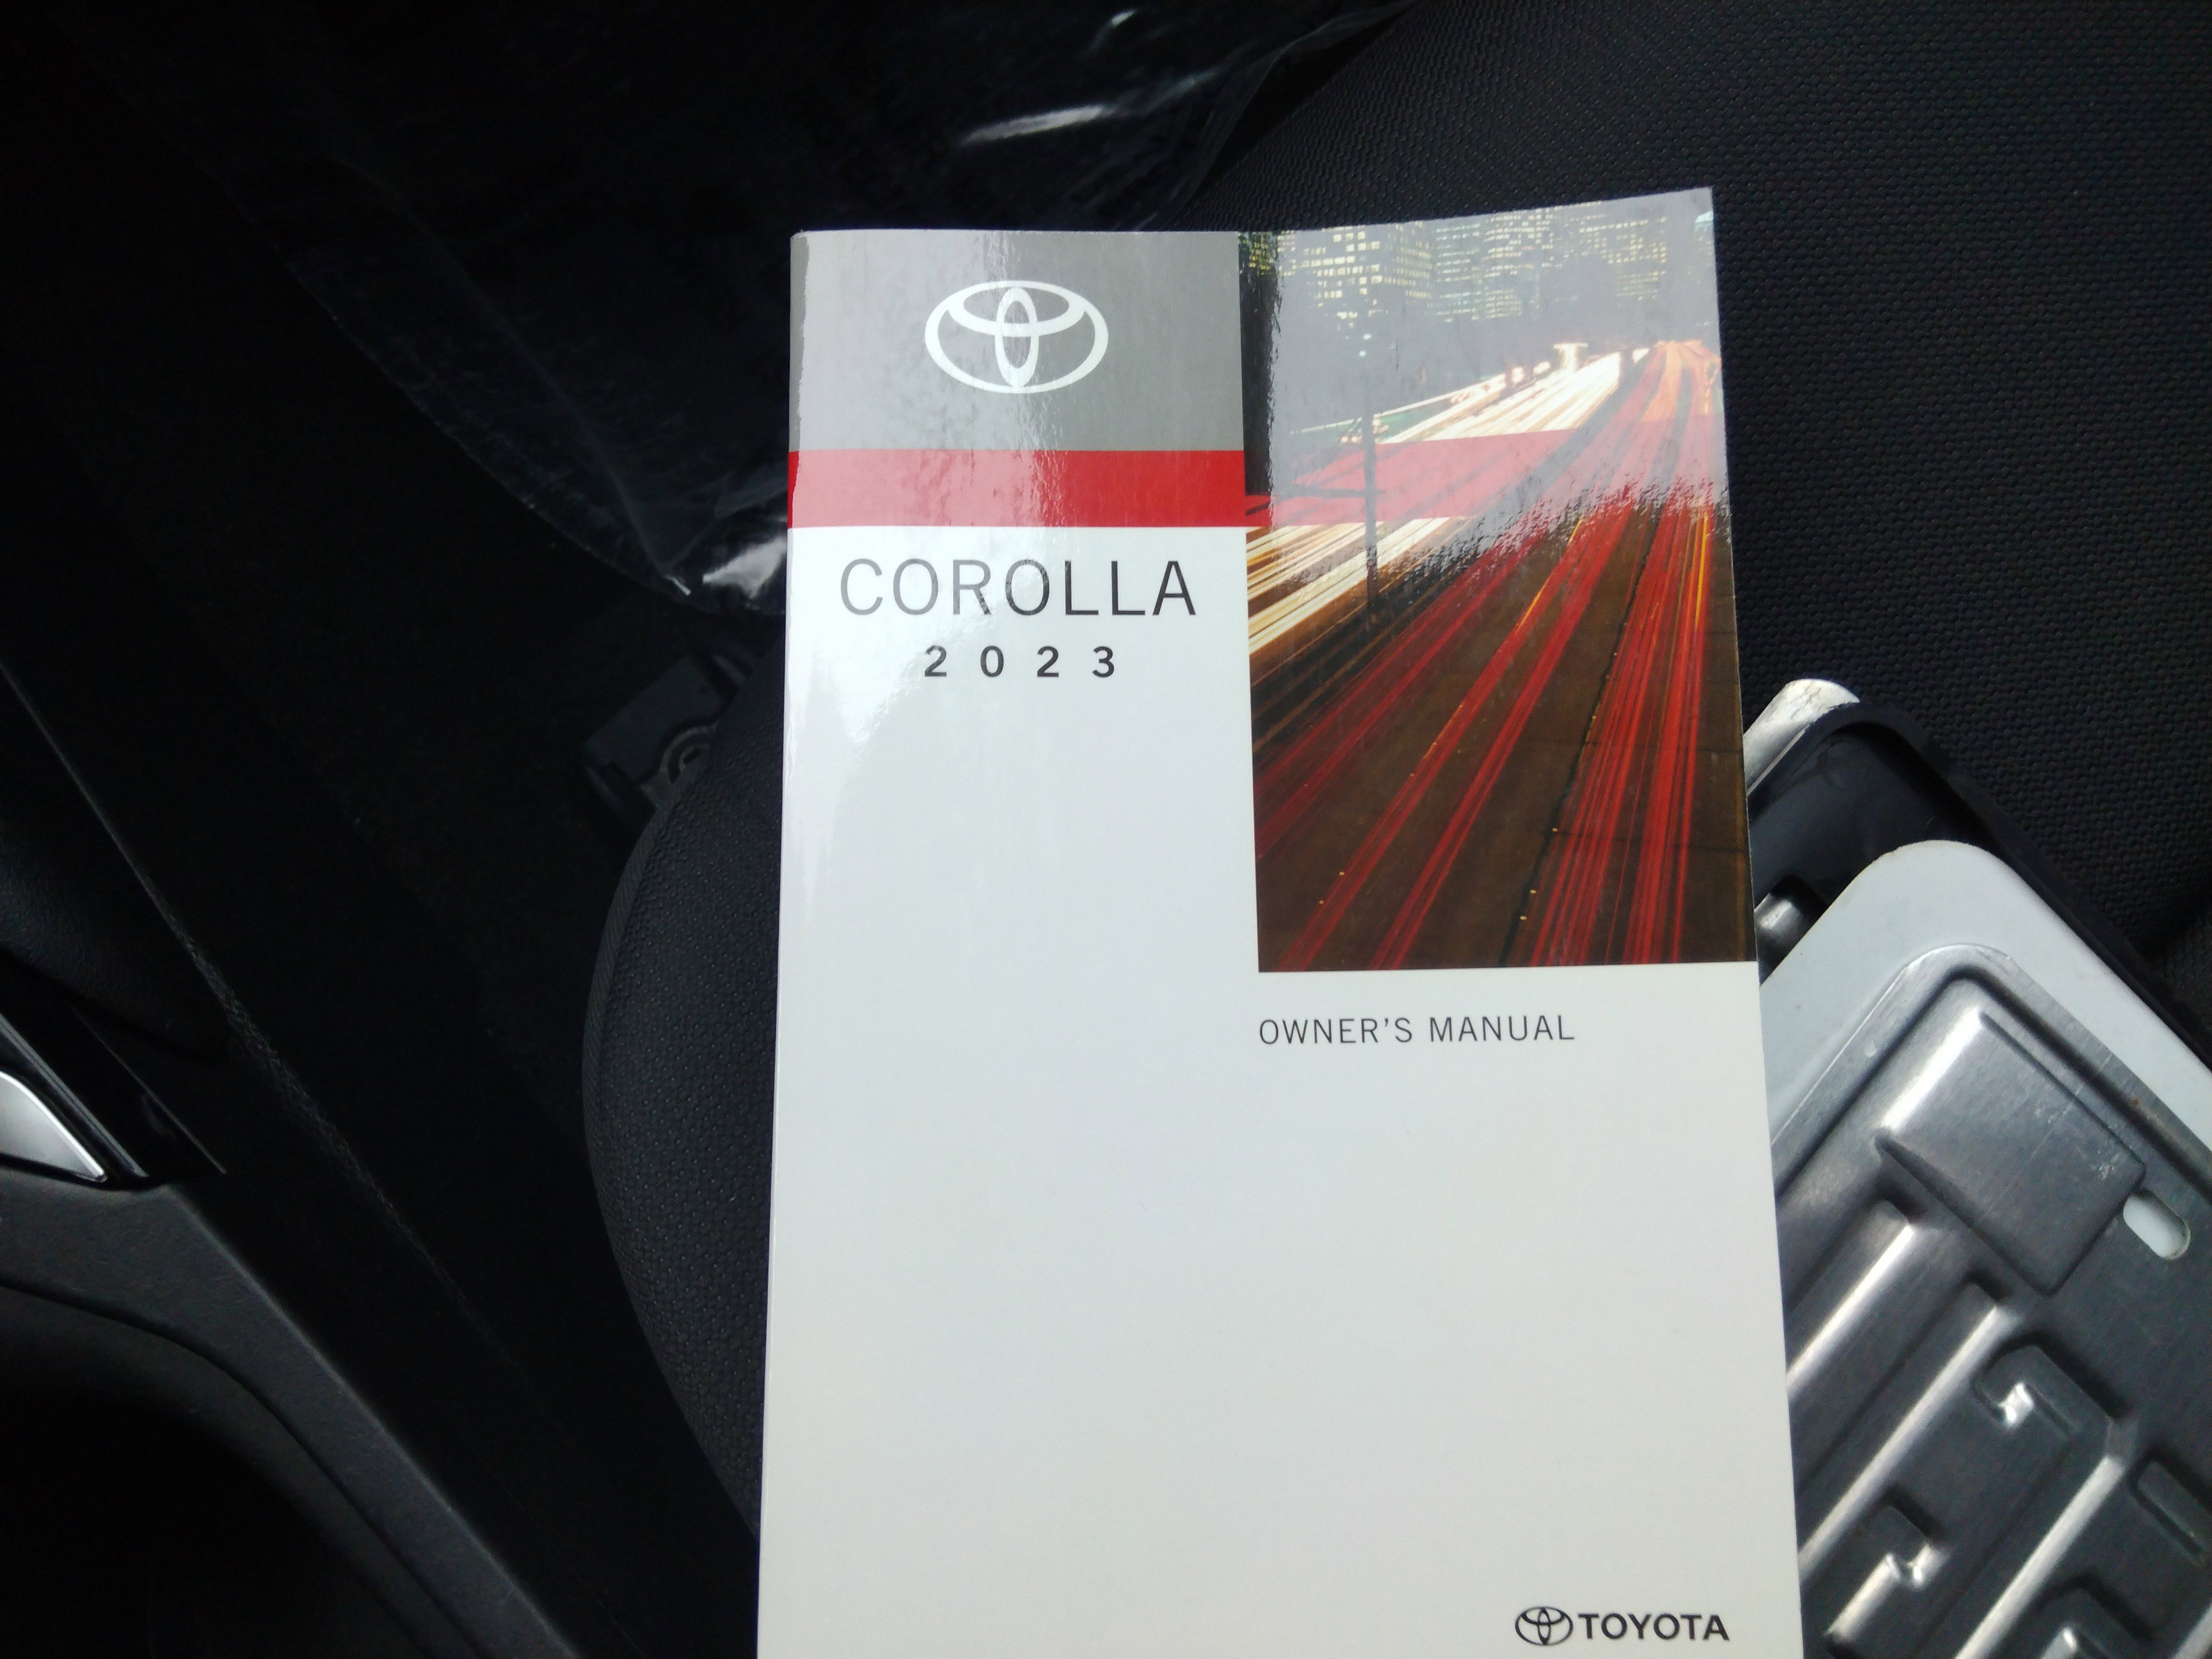 COROLLA
2023
OWNER'S MANUAL
TOYOTA